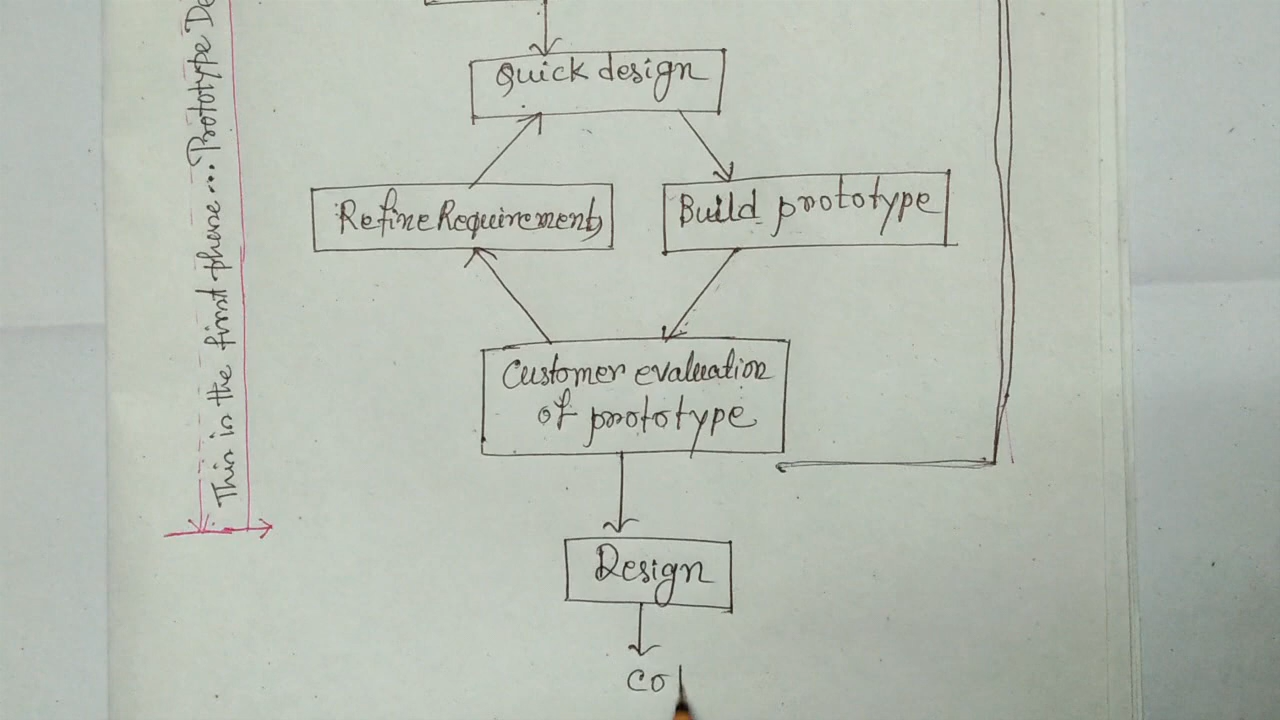 This is the first phase... Prototype De
Quick design
Refine Requirements
Build prototype
Customer evaluation
of prototype
Design
co